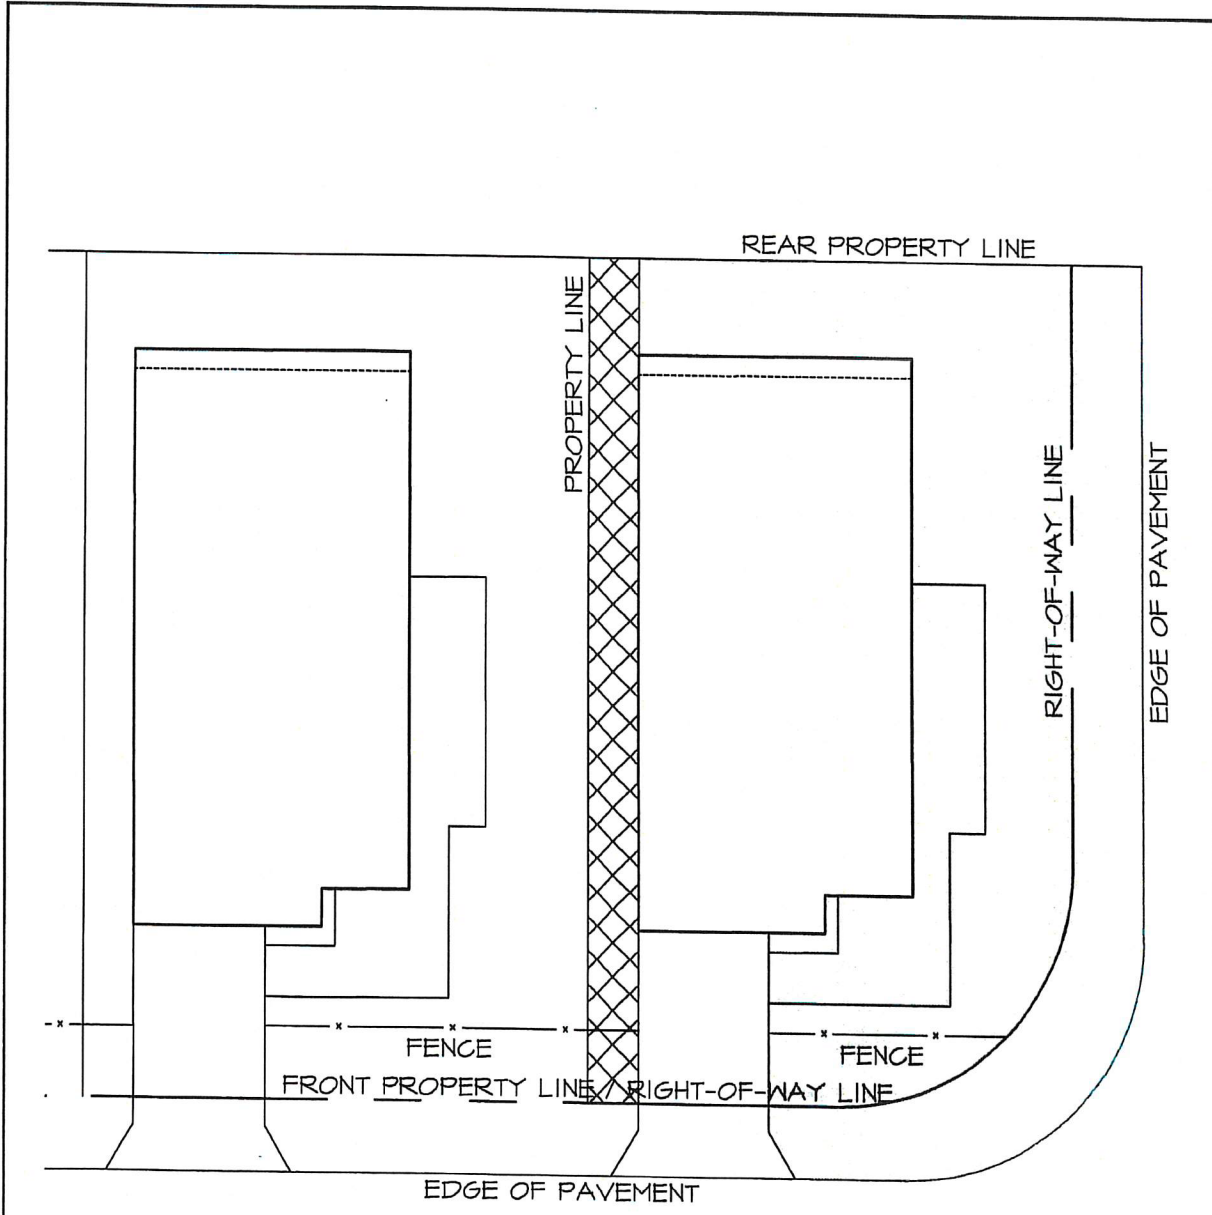 REAR PROPERTY LINE
PROPERTY LINE
RIGHT-OF-WAY LINE
EDGE OF PAVEMENT
FENCE
FENCE
FRONT PROPERTY LINE / RIGHT-OF-WAY LINE
EDGE OF PAVEMENT